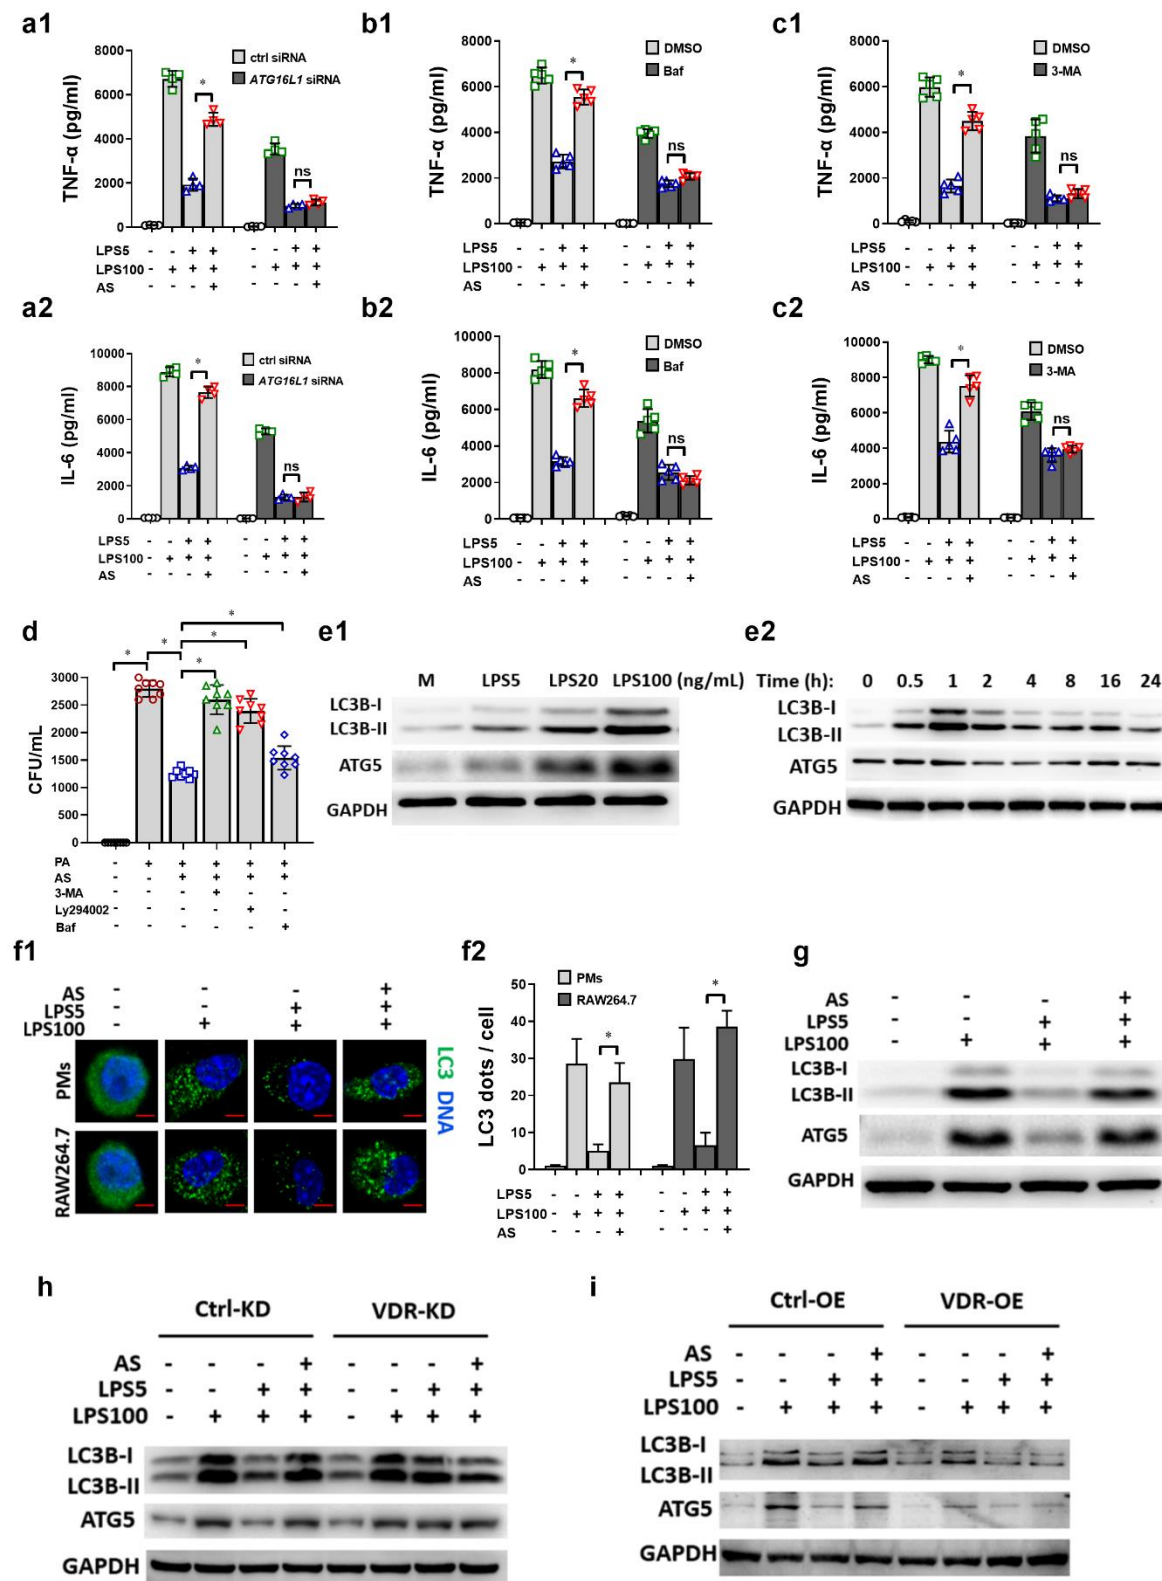 a1
b1
c1
8000
6000
4000
2000
0
TNF-α (pg/ml)
ctrl siRNA
ATG16L1 siRNA
*
ns
LPS5 - - + + - - + +
LPS100 - + + + - + + +
AS - - - + - - - +
8000
6000
4000
2000
0
TNF-α (pg/ml)
DMSO
Baf
*
ns
LPS5 - - + + - - + +
LPS100 - + + + - + + +
AS - - - + - - - +
8000
6000
4000
2000
0
TNF-α (pg/ml)
DMSO
3-MA
*
ns
LPS5 - - + + - - + +
LPS100 - + + + - + + +
AS - - - + - - - +
a2
b2
c2
10000
8000
6000
4000
2000
0
IL-6 (pg/ml)
ctrl siRNA
ATG16L1 siRNA
*
ns
LPS5 - - + + - - + +
LPS100 - + + + - + + +
AS - - - + - - - +
10000
8000
6000
4000
2000
0
IL-6 (pg/ml)
DMSO
Baf
*
ns
LPS5 - - + + - - + +
LPS100 - + + + - + + +
AS - - - + - - - +
10000
8000
6000
4000
2000
0
IL-6 (pg/ml)
DMSO
3-MA
*
ns
LPS5 - - + + - - + +
LPS100 - + + + - + + +
AS - - - + - - - +
d
3000
2500
2000
1500
1000
500
0
CFU/mL
* * * * *
PA - + + + + +
AS - - + + + +
3-MA - - - + - -
Ly294002 - - - - + -
Baf - - - - - +
e1
M LPS5 LPS20 LPS100 (ng/mL)
LC3B-I
LC3B-II
ATG5
GAPDH
e2
Time (h): 0 0.5 1 2 4 8 16 24
LC3B-I
LC3B-II
ATG5
GAPDH
f1
AS - - - +
LPS5 - - + +
LPS100 - + + +
PMs
RAW264.7
LC3 DNA
f2
50
40
30
20
10
0
LC3 dots / cell
PMs
RAW264.7
*
*
LPS5 - - + + - - + +
LPS100 - + + + - + + +
AS - - - + - - - +
g
AS - - - +
LPS5 - - + +
LPS100 - + + +
LC3B-I
LC3B-II
ATG5
GAPDH
h
Ctrl-KD VDR-KD
AS - - - + - - - +
LPS5 - - + + - - + +
LPS100 - + + + - + + +
LC3B-I
LC3B-II
ATG5
GAPDH
i
Ctrl-OE VDR-OE
AS - - - + - - - +
LPS5 - - + + - - + +
LPS100 - + + + - + + +
LC3B-I
LC3B-II
ATG5
GAPDH